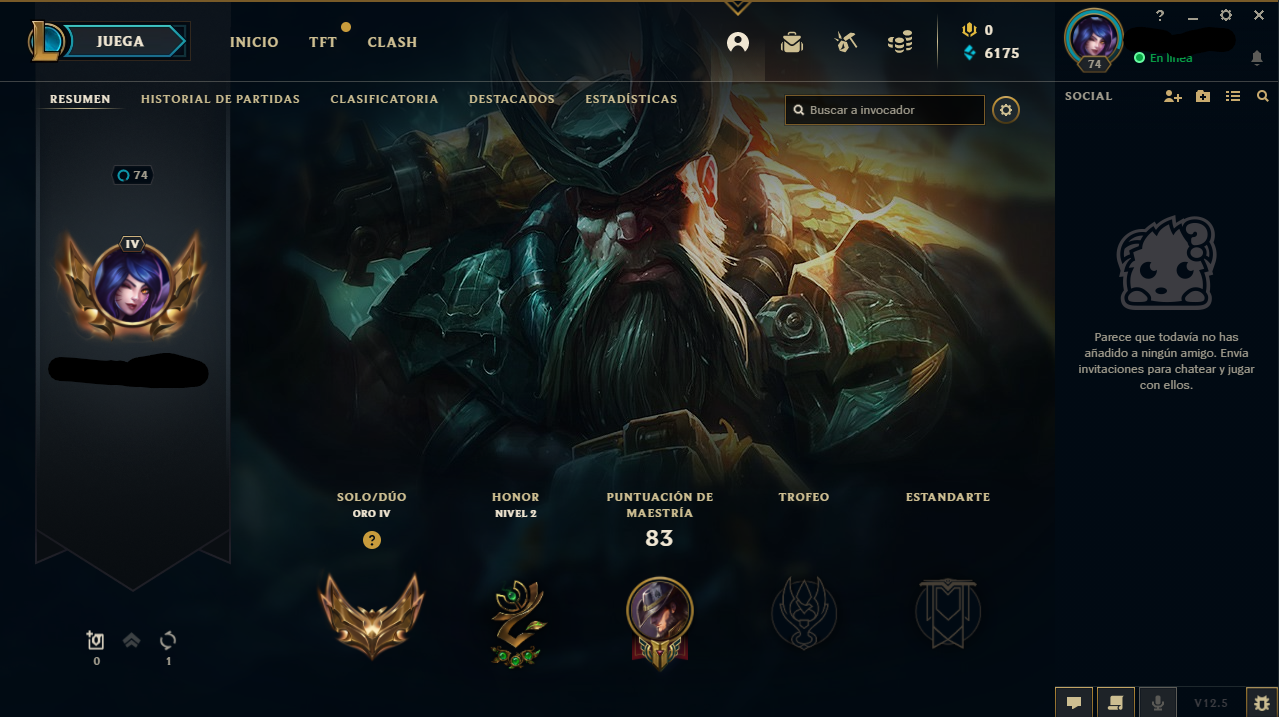 JUEGA
INICIO
TFT
CLASH
0
6175
?
74
En línea
RESUMEN
HISTORIAL DE PARTIDAS
CLASIFICATORIA
DESTACADOS
ESTADÍSTICAS
Buscar a invocador
SOCIAL
74
IV
Parece que todavía no has
añadido a ningún amigo. Envía
invitaciones para chatear y jugar
con ellos.
SOLO/DÚO
ORO IV
?
HONOR
NIVEL 2
PUNTUACIÓN DE
MAESTRÍA
83
TROFEO
ESTANDARTE
0
1
V12.5